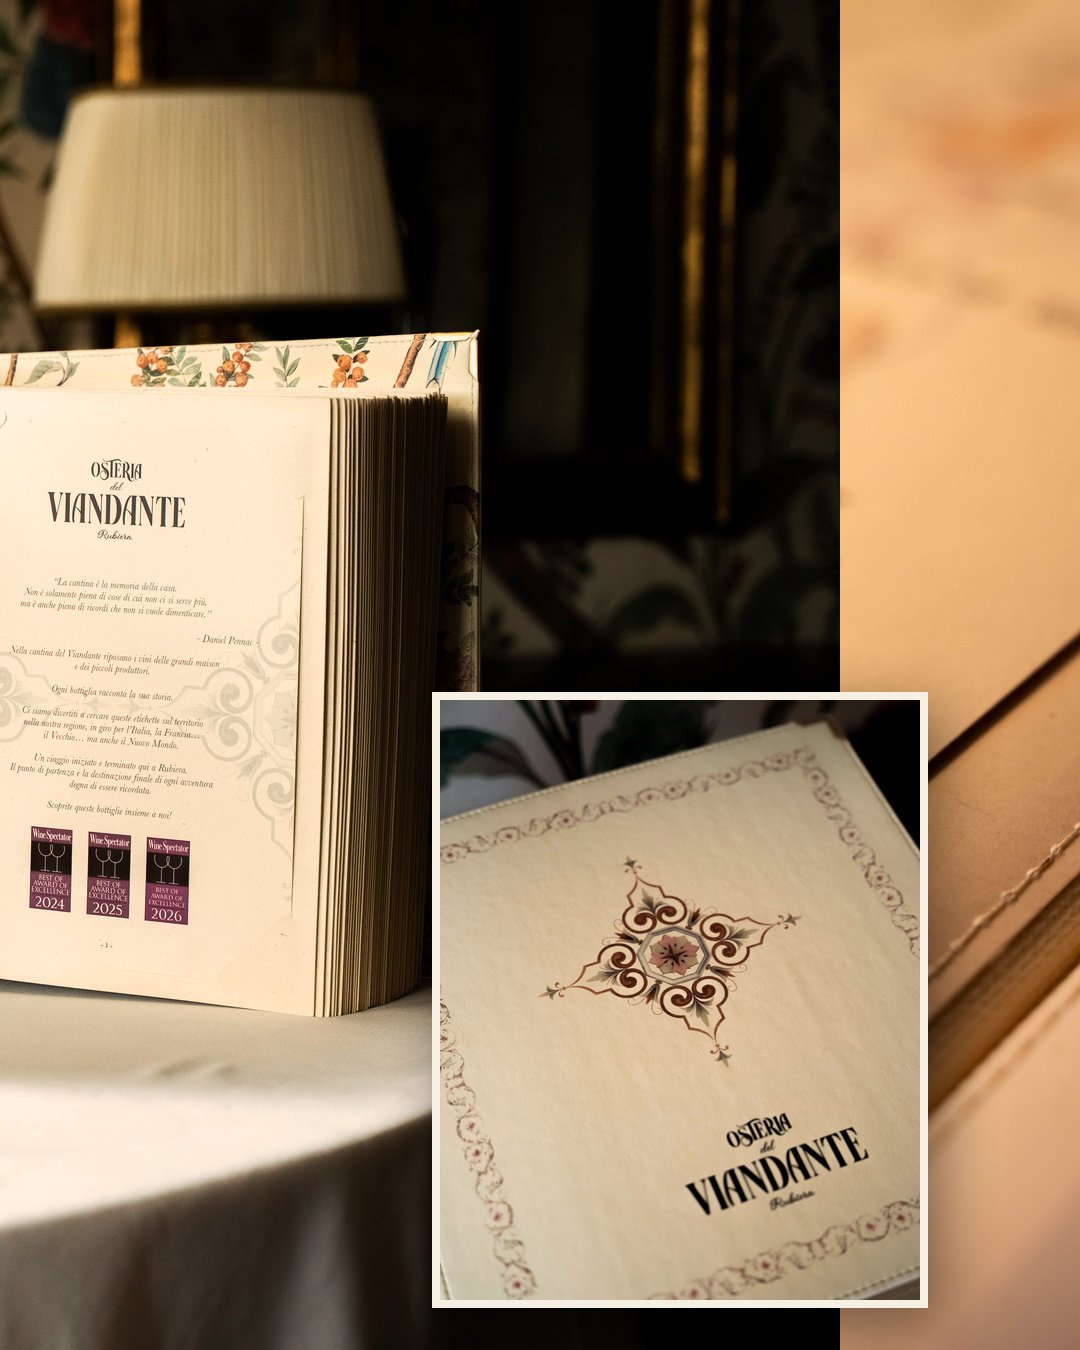 OSTERIA
del
VIANDANTE
Rubiera
“La cantina è la memoria della casa.
Non è solamente piena di cose di cui non ci si serve più,
ma è anche piena di ricordi che non si vuole dimenticare.”
- Daniel Pennac -
Nella cantina del Viandante riposano i vini delle grandi maison
e dei piccoli produttori.
Ogni bottiglia racconta la sua storia.
Ci siamo divertiti a cercare queste etichette sul territorio
nella nostra regione, in giro per l'Italia, la Francia...
il Vecchio... ma anche il Nuovo Mondo.
Un viaggio iniziato e terminato qui a Rubiera.
Il punto di partenza e la destinazione finale di ogni avventura
degna di essere ricordata.
Scoprite queste bottiglie insieme a noi!
Wine Spectator
BEST OF
AWARD OF
EXCELLENCE
2024
Wine Spectator
BEST OF
AWARD OF
EXCELLENCE
2025
Wine Spectator
BEST OF
AWARD OF
EXCELLENCE
2026
- 1 -
OSTERIA
del
VIANDANTE
Rubiera